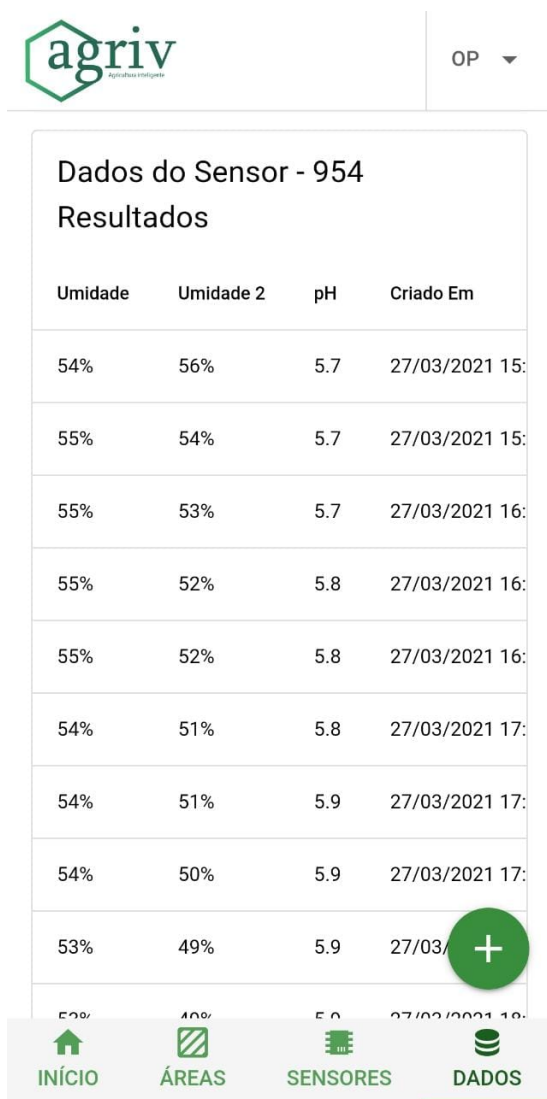 agriv
Agricultura Inteligente
OP
Dados do Sensor - 954
Resultados
Umidade Umidade 2 pH Criado Em
54% 56% 5.7 27/03/2021 15:
55% 54% 5.7 27/03/2021 15:
55% 53% 5.7 27/03/2021 16:
55% 52% 5.8 27/03/2021 16:
55% 52% 5.8 27/03/2021 16:
54% 51% 5.8 27/03/2021 17:
54% 51% 5.9 27/03/2021 17:
54% 50% 5.9 27/03/2021 17:
53% 49% 5.9 27/03/
INÍCIO ÁREAS SENSORES DADOS